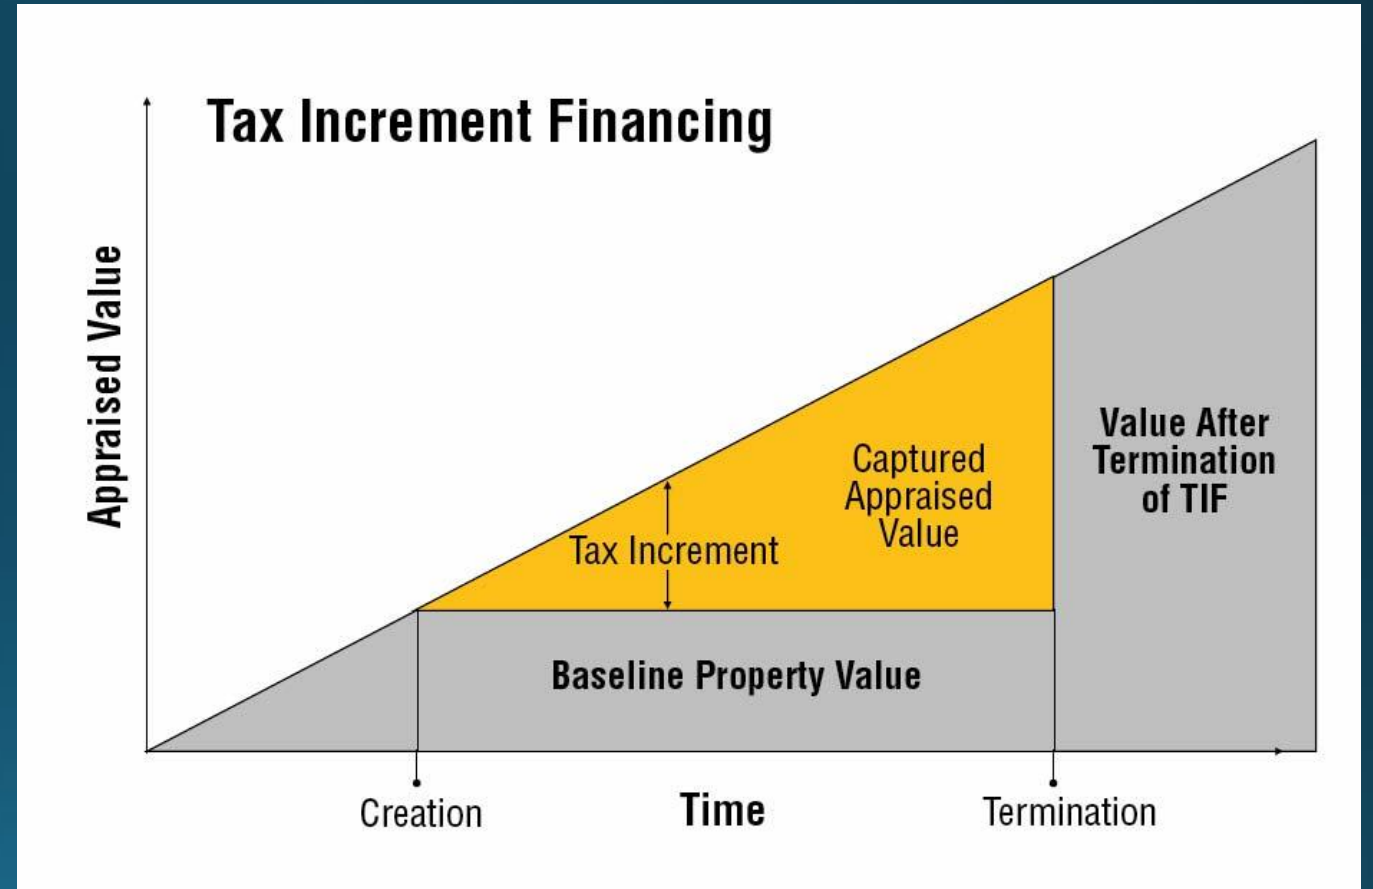 Tax Increment Financing
Appraised Value
Captured
Appraised
Value
Tax Increment
Value After
Termination
of TIF
Baseline Property Value
Creation
Time
Termination